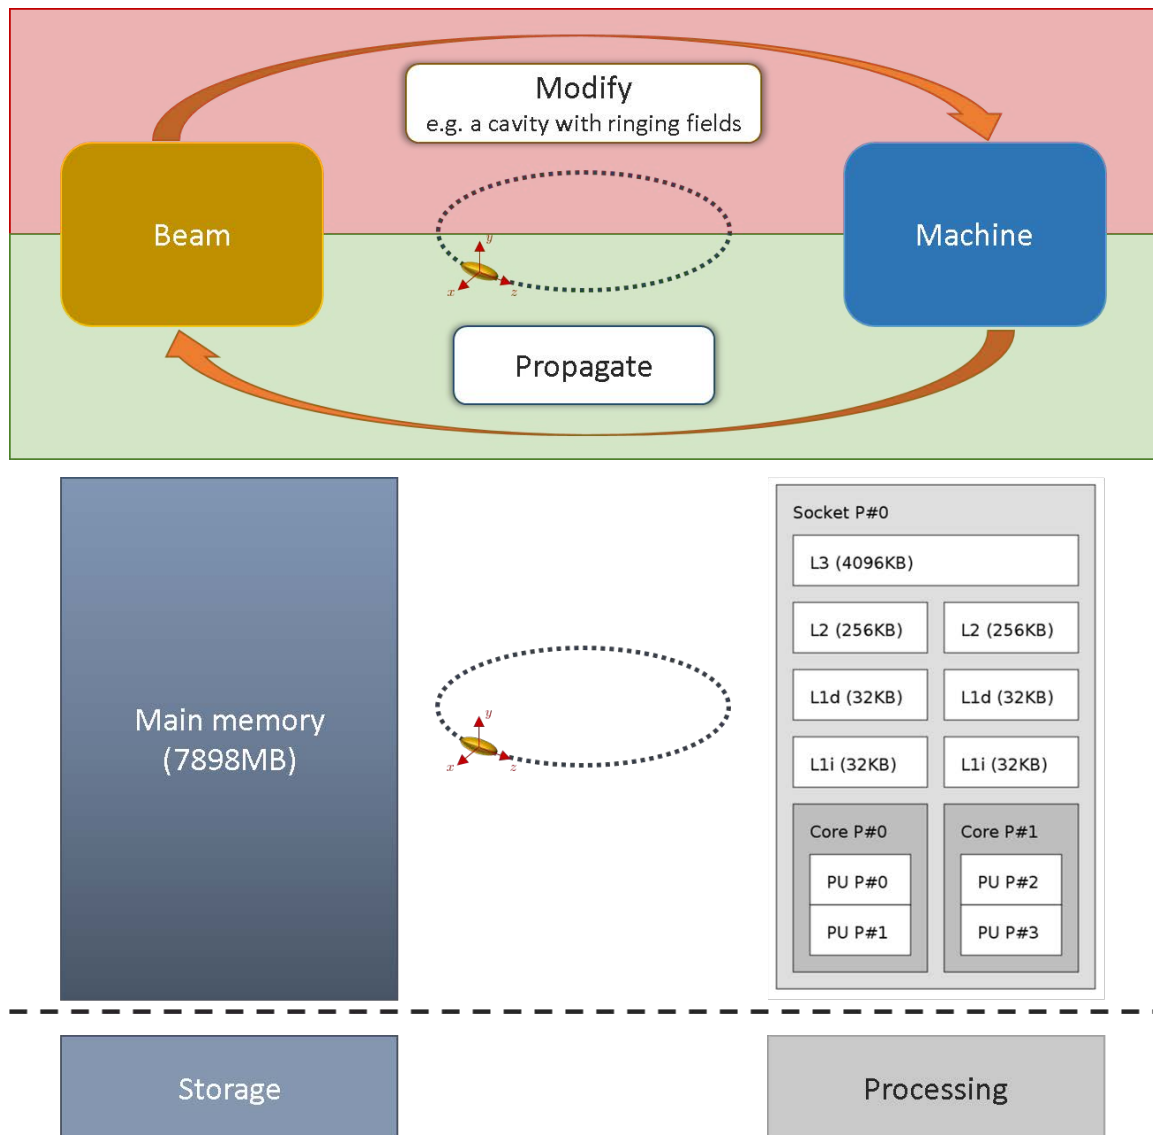 Modify
e.g. a cavity with ringing fields
Beam
Machine
y
x
z
Propagate
Socket P#0
L3 (4096KB)
L2 (256KB)
L2 (256KB)
L1d (32KB)
L1d (32KB)
Main memory
(7898MB)
y
x
z
L1i (32KB)
L1i (32KB)
Core P#0
Core P#1
PU P#0
PU P#2
PU P#1
PU P#3
Storage
Processing